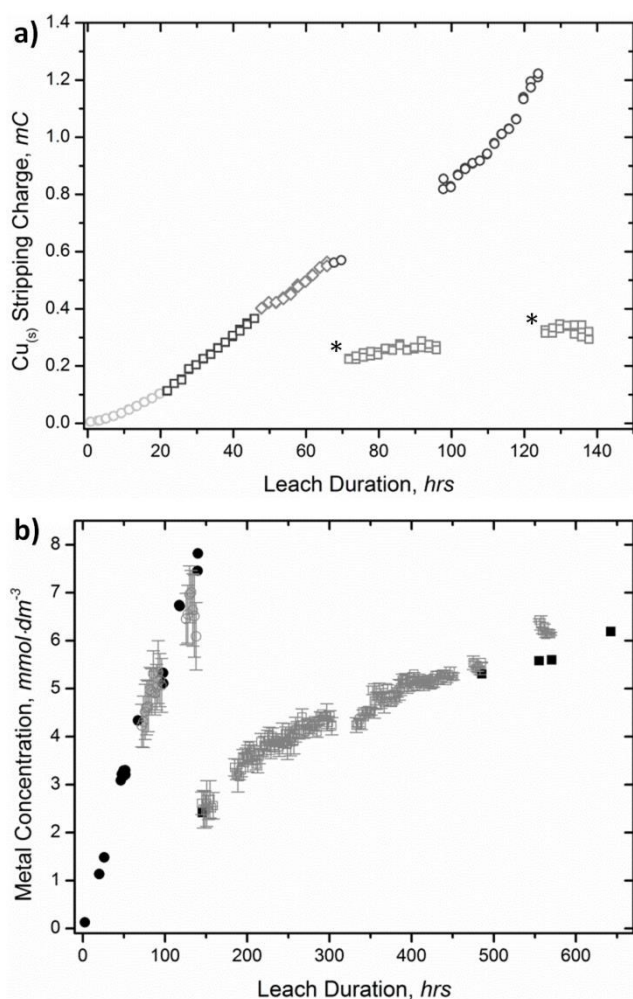 a)
1.4
1.2
1.0
0.8
0.6
0.4
0.2
0.0
Cu(s) Stripping Charge, mC
*
*
0 20 40 60 80 100 120 140
Leach Duration, hrs
b)
8
7
6
5
4
3
2
1
0
Metal Concentration, mmol·dm⁻³
0 100 200 300 400 500 600
Leach Duration, hrs